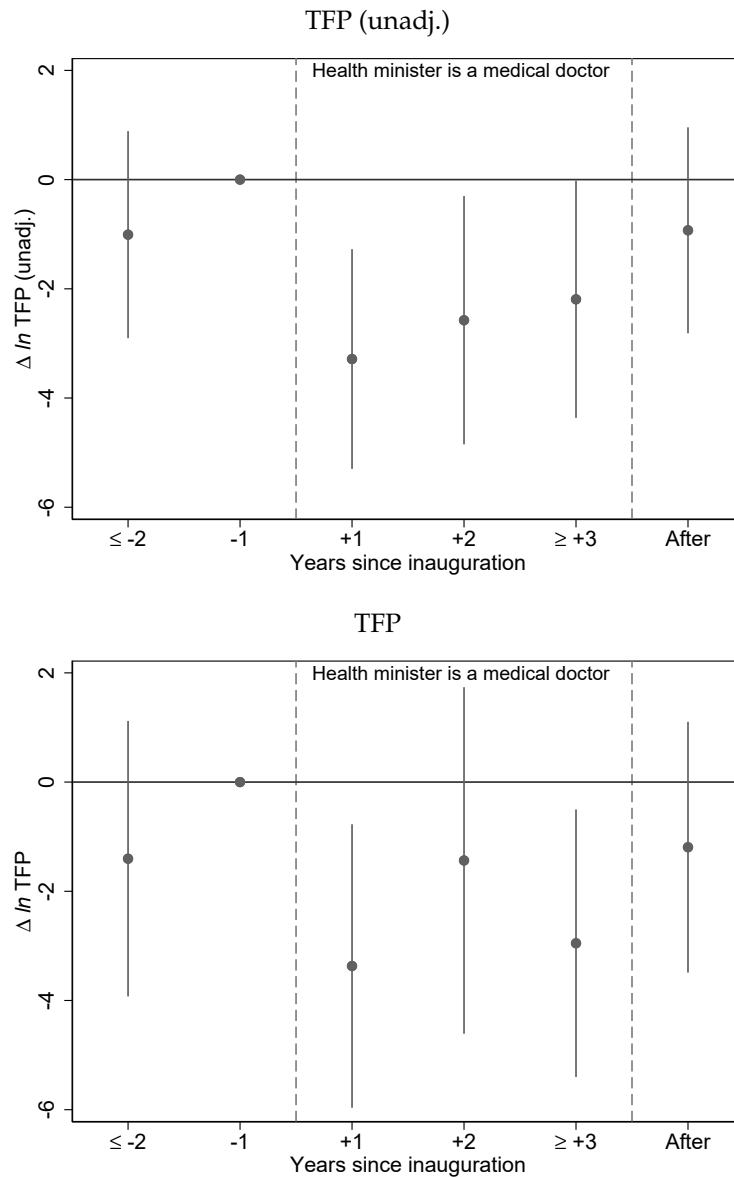 TFP (unadj.)
Health minister is a medical doctor
Δ ln TFP (unadj.)
2
0
-2
-4
-6
≤ -2 -1 +1 +2 ≥ +3 After
Years since inauguration
TFP
Health minister is a medical doctor
Δ ln TFP
2
0
-2
-4
-6
≤ -2 -1 +1 +2 ≥ +3 After
Years since inauguration